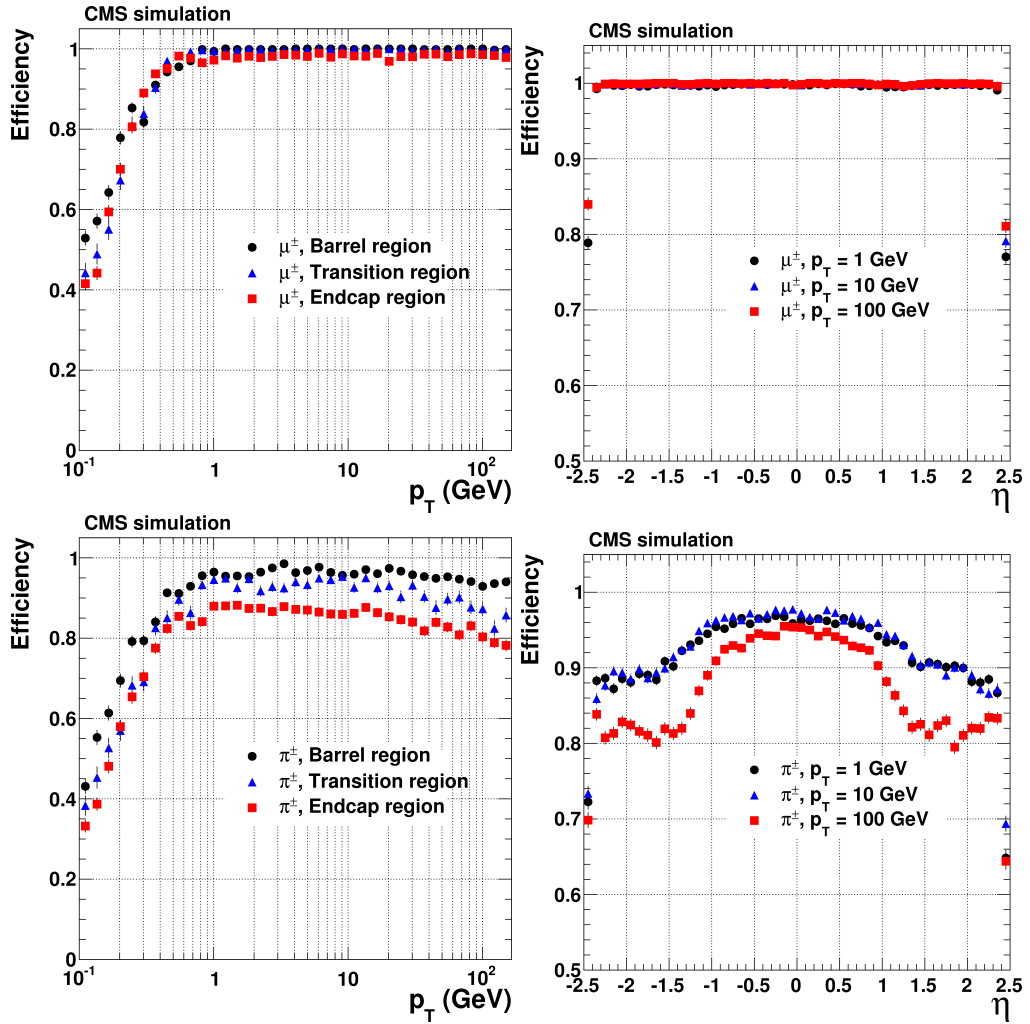 CMS simulation
Efficiency
1
0.8
0.6
0.4
0.2
0
μ±, Barrel region
μ±, Transition region
μ±, Endcap region
10⁻¹ 1 10 10²
p_T (GeV)
CMS simulation
Efficiency
1
0.9
0.8
0.7
0.6
0.5
μ±, p_T = 1 GeV
μ±, p_T = 10 GeV
μ±, p_T = 100 GeV
-2.5 -2 -1.5 -1 -0.5 0 0.5 1 1.5 2 2.5
η
CMS simulation
Efficiency
1
0.8
0.6
0.4
0.2
0
π±, Barrel region
π±, Transition region
π±, Endcap region
10⁻¹ 1 10 10²
p_T (GeV)
CMS simulation
Efficiency
1
0.9
0.8
0.7
0.6
0.5
π±, p_T = 1 GeV
π±, p_T = 10 GeV
π±, p_T = 100 GeV
-2.5 -2 -1.5 -1 -0.5 0 0.5 1 1.5 2 2.5
η